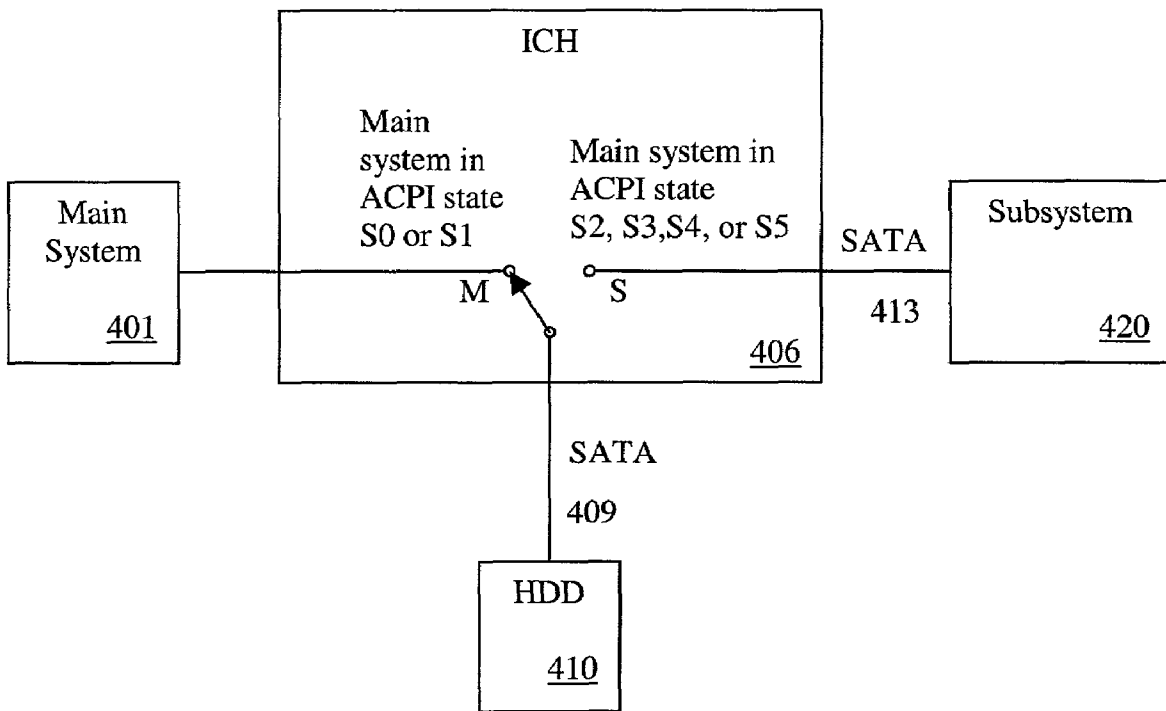 ICH
Main
system in
ACPI state
S0 or S1
Main system in
ACPI state
S2, S3,S4, or S5
Main
System
401
M
S
406
SATA
413
Subsystem
420
SATA
409
HDD
410